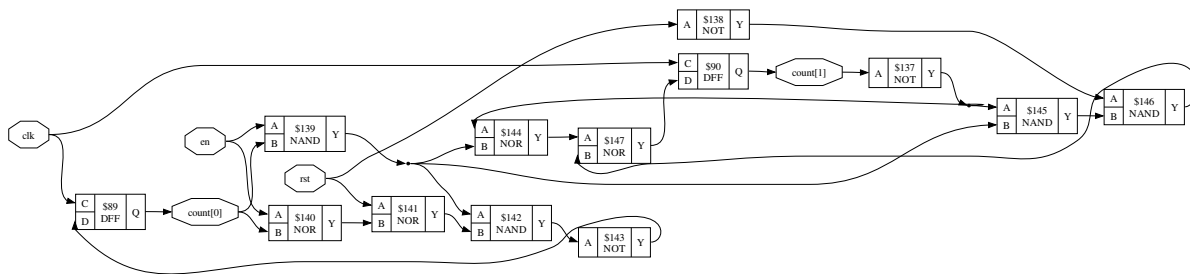 A
$138
NOT
Y
C
D
$90
DFF
Q
count[1]
A
$137
NOT
Y
A
B
$146
NAND
Y
A
B
$145
NAND
Y
clk
en
A
B
$139
NAND
Y
A
B
$144
NOR
Y
A
B
$147
NOR
Y
rst
C
D
$89
DFF
Q
count[0]
A
B
$140
NOR
Y
A
B
$141
NOR
Y
A
B
$142
NAND
Y
A
$143
NOT
Y